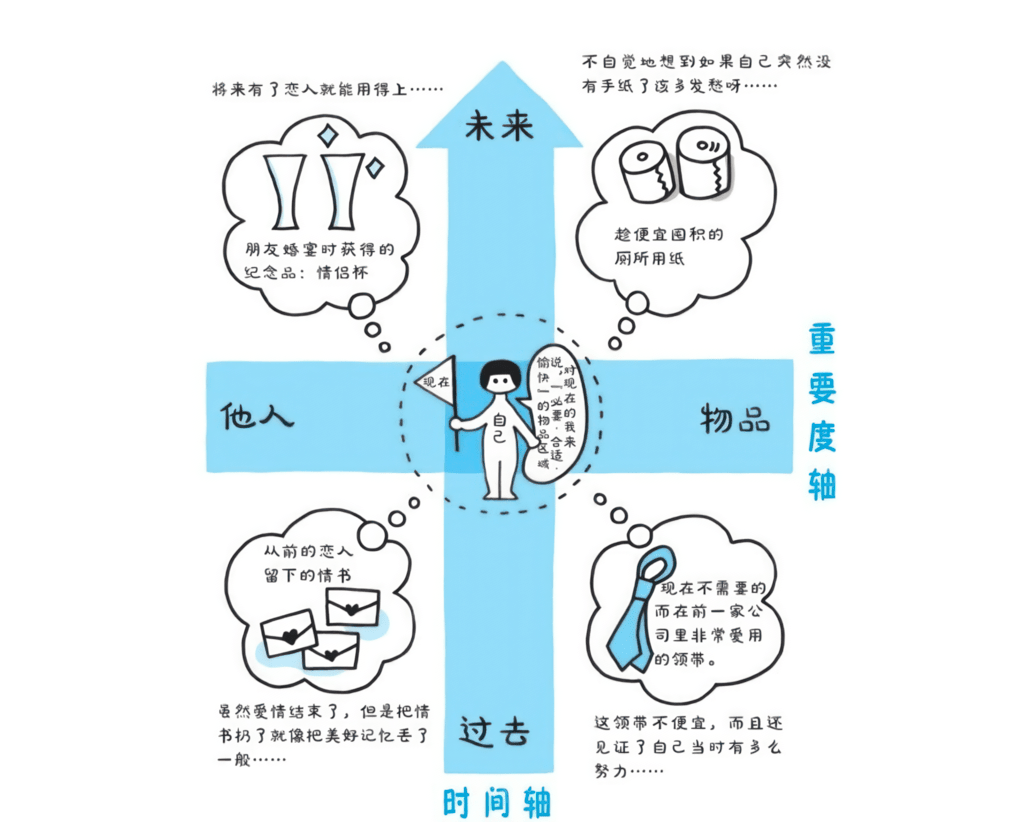 将来有了恋人就能用得上……
不自觉地想到如果自己突然没
有手纸了该多发愁呀……
未来
朋友婚宴时获得的
纪念品：情侣杯
趁便宜囤积的
厕所用纸
他人
现在
自己
对现在的我来
说，“必要·合适·
愉快”的物品区域
物品
重要度轴
从前的恋人
留下的情书
现在不需要的
而在前一家公
司里非常爱用
的领带。
虽然爱情结束了，但是把情
书扔了就像把美好记忆丢了
一般……
过去
这领带不便宜，而且还
见证了自己当时有多么
努力……
时间轴